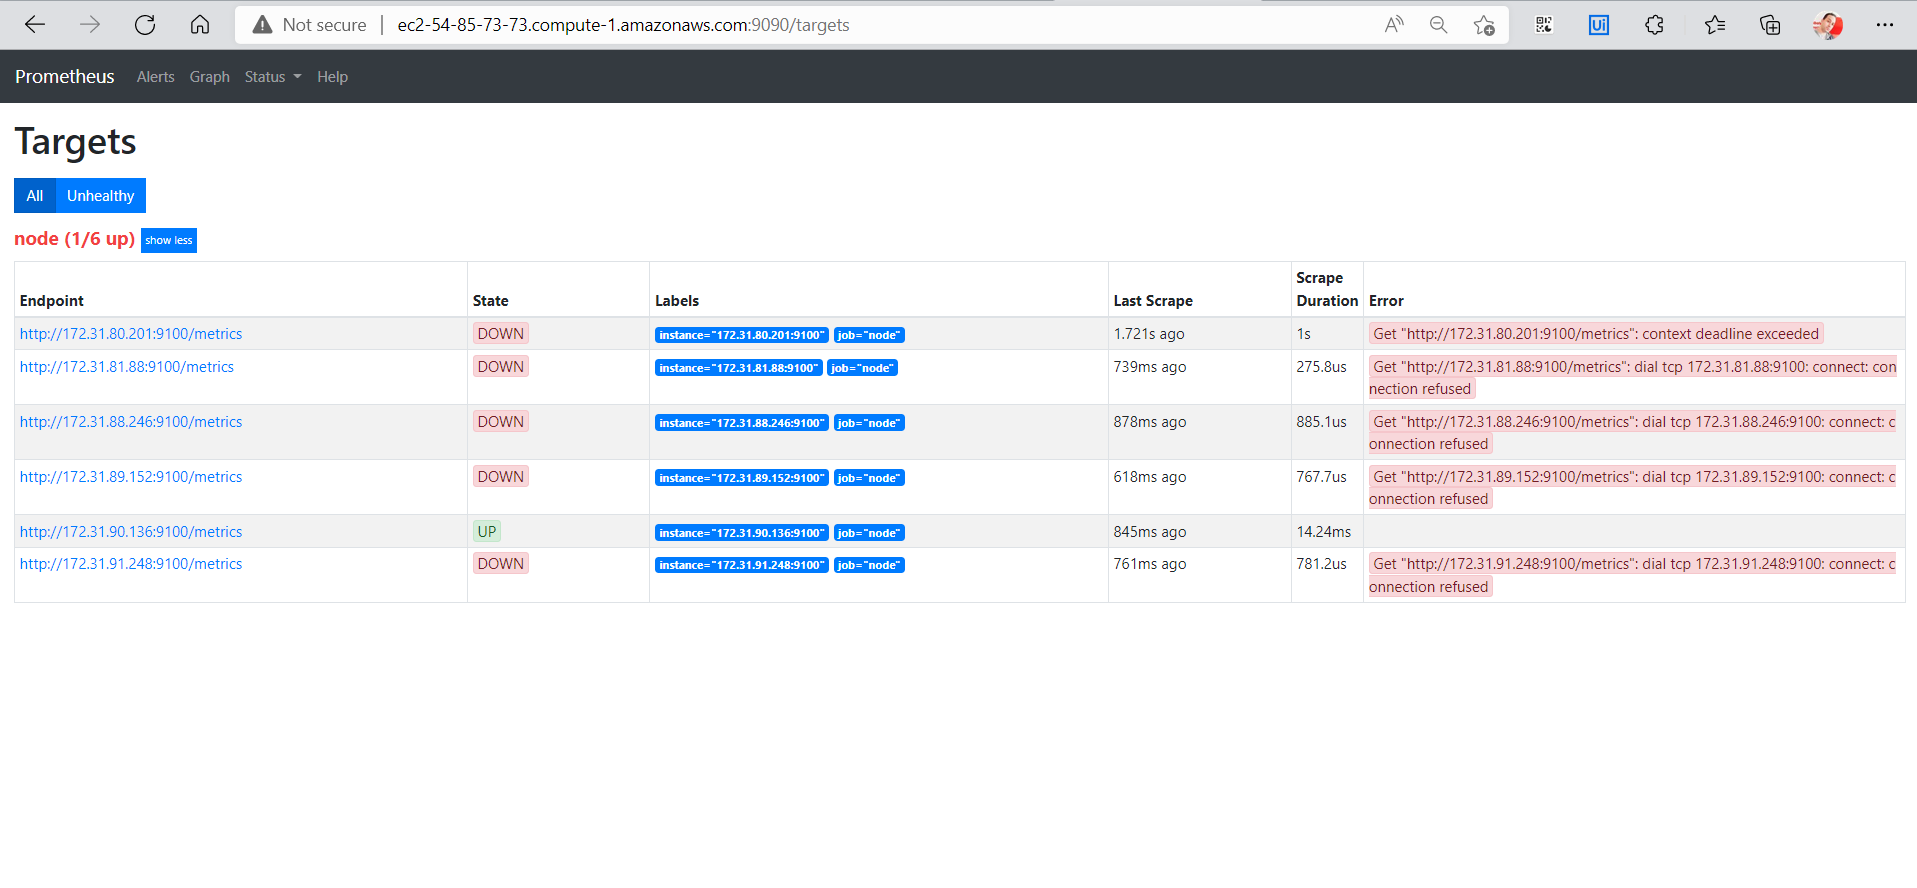 Not secure | ec2-54-85-73-73.compute-1.amazonaws.com:9090/targets
Prometheus Alerts Graph Status Help
Targets
All Unhealthy
node (1/6 up) show less
Endpoint State Labels Last Scrape Scrape Duration Error
http://172.31.80.201:9100/metrics DOWN instance="172.31.80.201:9100" job="node" 1.721s ago 1s Get "http://172.31.80.201:9100/metrics": context deadline exceeded
http://172.31.81.88:9100/metrics DOWN instance="172.31.81.88:9100" job="node" 739ms ago 275.8us Get "http://172.31.81.88:9100/metrics": dial tcp 172.31.81.88:9100: connect: con
nection refused
http://172.31.88.246:9100/metrics DOWN instance="172.31.88.246:9100" job="node" 878ms ago 885.1us Get "http://172.31.88.246:9100/metrics": dial tcp 172.31.88.246:9100: connect: c
onnection refused
http://172.31.89.152:9100/metrics DOWN instance="172.31.89.152:9100" job="node" 618ms ago 767.7us Get "http://172.31.89.152:9100/metrics": dial tcp 172.31.89.152:9100: connect: c
onnection refused
http://172.31.90.136:9100/metrics UP instance="172.31.90.136:9100" job="node" 845ms ago 14.24ms
http://172.31.91.248:9100/metrics DOWN instance="172.31.91.248:9100" job="node" 761ms ago 781.2us Get "http://172.31.91.248:9100/metrics": dial tcp 172.31.91.248:9100: connect: c
onnection refused